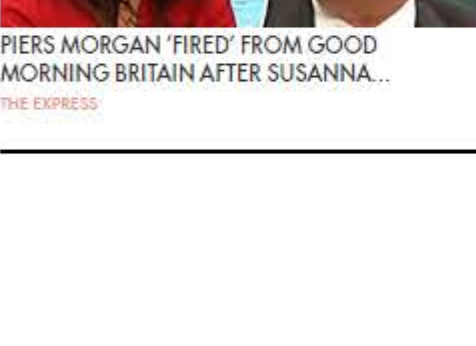 PIERS MORGAN 'FIRED' FROM GOOD
MORNING BRITAIN AFTER SUSANNA...
THE EXPRESS